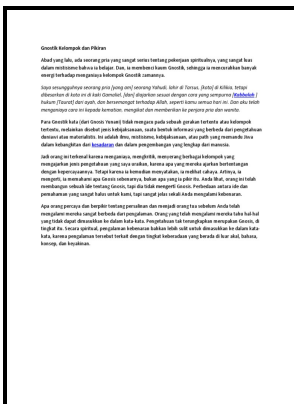 Gnostik Kelompok dan Pikiran
Abad yang lalu, ada seorang pria yang sangat serius tentang pekerjaan spiritualnya, yang sangat luas
dalam mistisisme bahwa ia belajar. Dan, ia membenci kaum Gnostik, sehingga ia mencurahkan banyak
energi terhadap menganiaya kelompok Gnostik zamannya.
Saya sesungguhnya seorang pria [yang am] seorang Yahudi, lahir di Tarsus, [kota] di Kilikia, tetapi
dibesarkan di kota ini di kaki Gamaliel, [dan] diajarkan sesuai dengan cara yang sempurna [Kabbalah ]
hukum [Taurat] dan ayah, dan bersemangat terhadap Allah, seperti kamu semua hari ini. Dan aku telah
menganiaya cara ini kepada kematian, mengikat dan memberikan ke penjara pria dan wanita.
Para Gnostik kata (dari Gnosis Yunani) tidak mengacu pada sebuah gerakan tertentu atau kelompok
tertentu, melainkan disebut jenis kebijaksanaan, suatu bentuk informasi yang berbeda dari pengetahuan
deniawi atau materialistis. Ini adalah ilmu, mistisisme, kebijaksanaan, atau path yang memandu Jiwa
dalam kebangkitan dari kesadaran dan dalam pengembangan yang lengkap dari manusia.
Jadi orang ini terkenal karena menganiaya, mengkritik, menyerang berbagai kelompok yang
mengajarkan jenis pengetahuan yang saya uraikan, karena apa yang mereka ajarkan bertentangan
dengan kepercayaannya. Tetapi karena ia kemudian menyatakan, ia melihat cahaya. Artinya, ia
mengerti, ia memahami apa Gnosis sebenarnya, bukan apa yang ia pikir itu. Anda lihat, orang ini telah
membangun sebuah ide tentang Gnosis, tapi dia tidak mengerti Gnosis. Perbedaan antara ide dan
pemahaman yang sangat halus untuk kami, tapi sangat jelas sekali Anda mengalami kebenaran.
Apa orang percaya dan berpikir tentang persalinan dan menjadi orang tua sebelum Anda telah
mengalami mereka sangat berbeda dari pengalaman. Orang yang telah mengalami mereka tahu hal-hal
yang tidak dapat dimasukkan ke dalam kata-kata. Pengetahuan tak terungkapkan merupakan Gnosis, di
tingkat itu. Secara spiritual, pengalaman kebenaran bahkan lebih sulit untuk dimasukkan ke dalam kata-
kata, karena pengalaman tersebut terkait dengan tingkat keberadaan yang berada di luar akal, bahasa,
konsep, dan keyakinan.